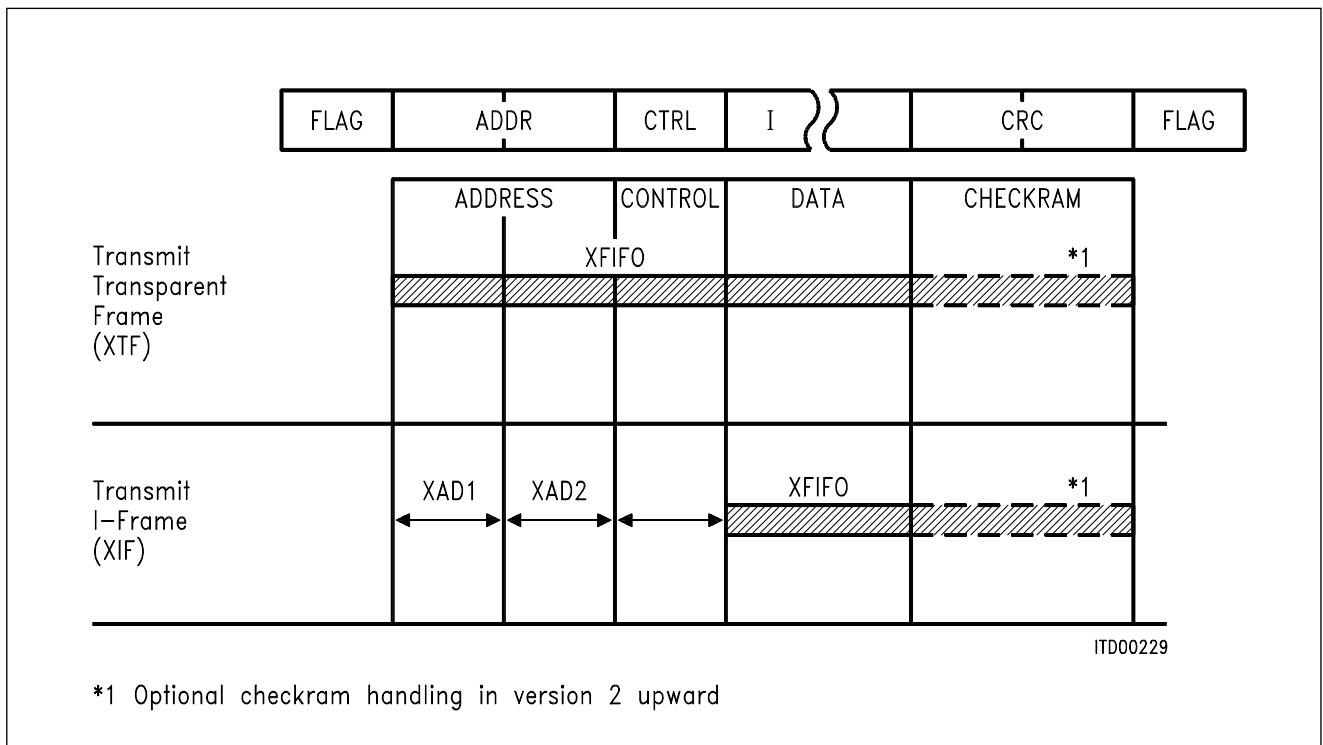 FLAG ADDR CTRL I CRC FLAG
ADDRESS CONTROL DATA CHECKRAM
Transmit
Transparent
Frame
(XTF)
XFIFO *1
Transmit
I-Frame
(XIF)
XAD1 XAD2 XFIFO *1
ITD00229
*1 Optional checkram handling in version 2 upward